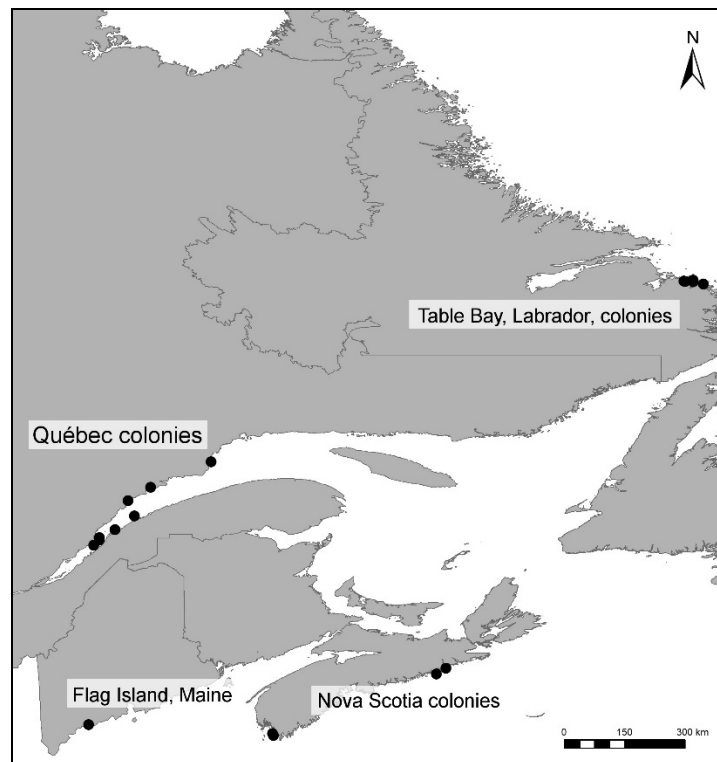 N
Table Bay, Labrador, colonies
Québec colonies
Flag Island, Maine
Nova Scotia colonies
0 150 300 km